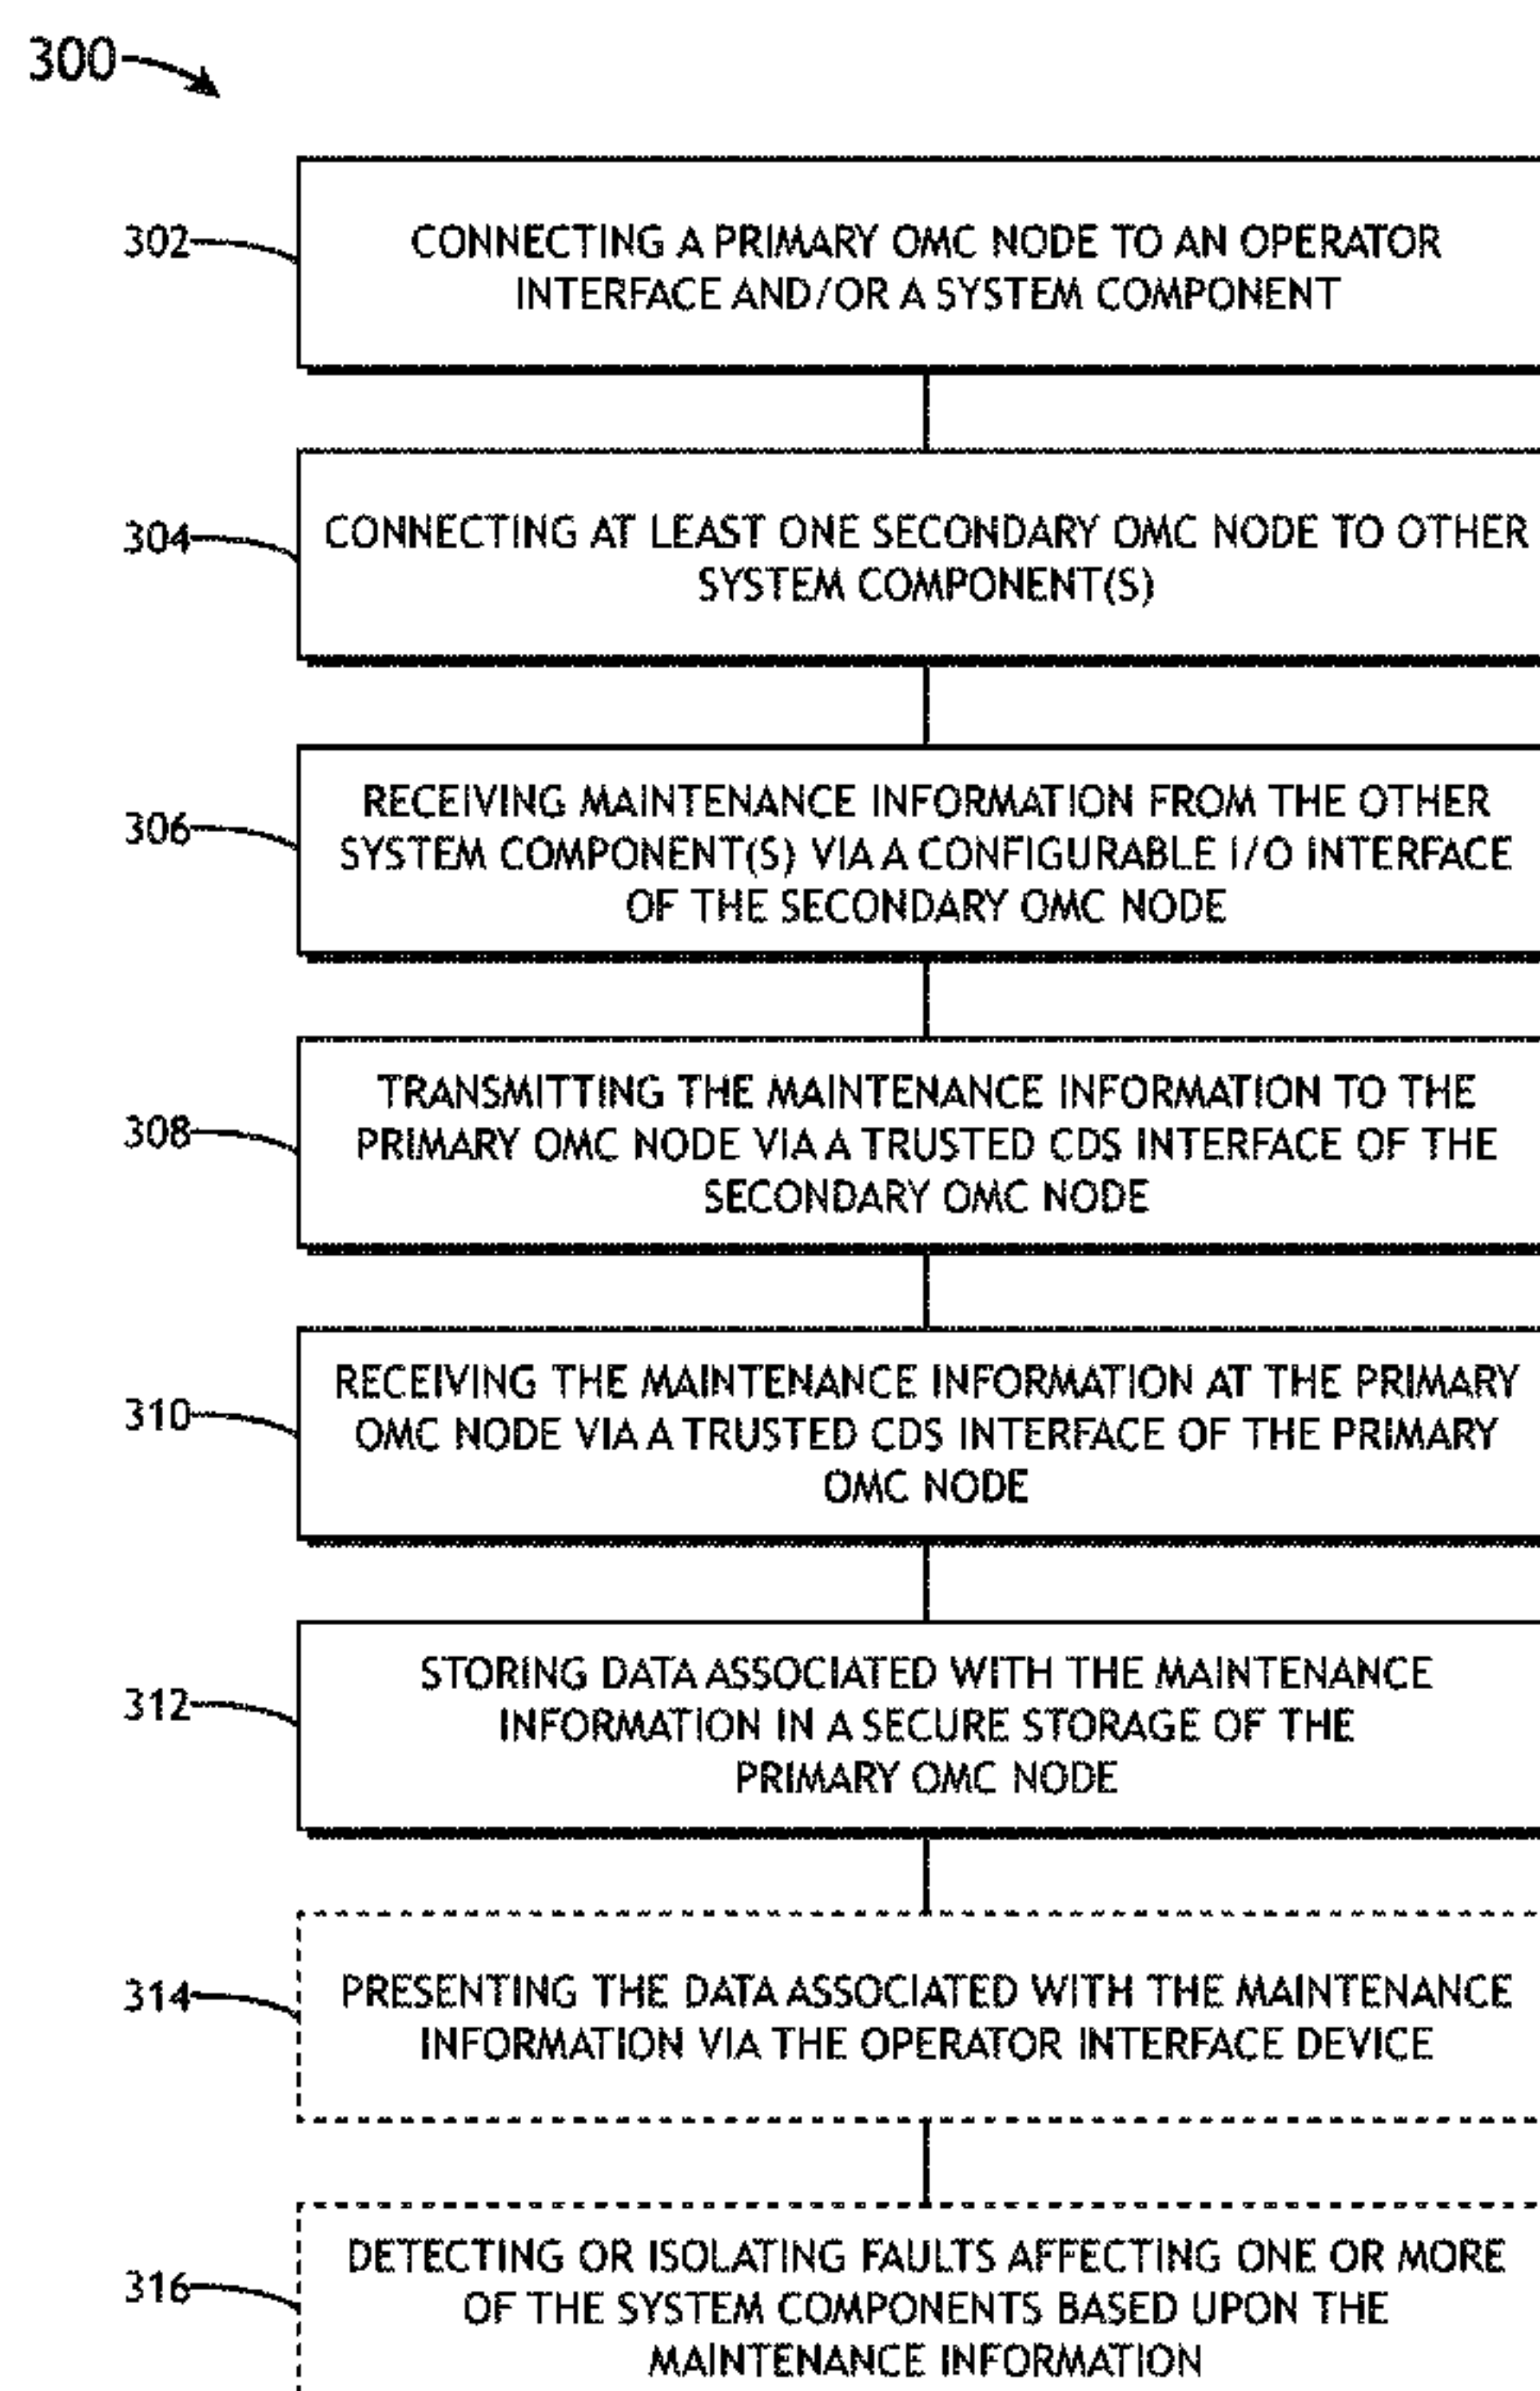 300
302
CONNECTING A PRIMARY OMC NODE TO AN OPERATOR
INTERFACE AND/OR A SYSTEM COMPONENT
304
CONNECTING AT LEAST ONE SECONDARY OMC NODE TO OTHER
SYSTEM COMPONENT(S)
306
RECEIVING MAINTENANCE INFORMATION FROM THE OTHER
SYSTEM COMPONENT(S) VIA A CONFIGURABLE I/O INTERFACE
OF THE SECONDARY OMC NODE
308
TRANSMITTING THE MAINTENANCE INFORMATION TO THE
PRIMARY OMC NODE VIA A TRUSTED CDS INTERFACE OF THE
SECONDARY OMC NODE
310
RECEIVING THE MAINTENANCE INFORMATION AT THE PRIMARY
OMC NODE VIA A TRUSTED CDS INTERFACE OF THE PRIMARY
OMC NODE
312
STORING DATA ASSOCIATED WITH THE MAINTENANCE
INFORMATION IN A SECURE STORAGE OF THE
PRIMARY OMC NODE
314
PRESENTING THE DATA ASSOCIATED WITH THE MAINTENANCE
INFORMATION VIA THE OPERATOR INTERFACE DEVICE
316
DETECTING OR ISOLATING FAULTS AFFECTING ONE OR MORE
OF THE SYSTEM COMPONENTS BASED UPON THE
MAINTENANCE INFORMATION